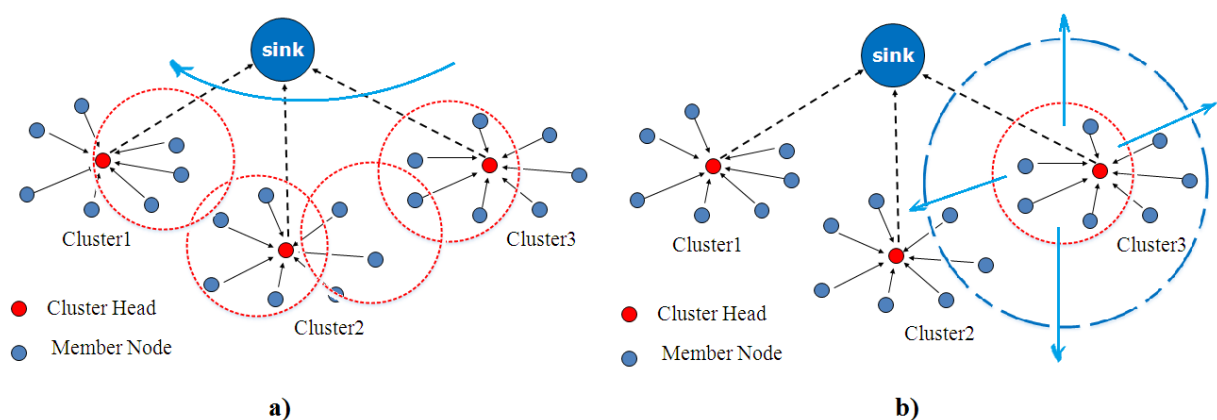 sink
Cluster1
Cluster3
Cluster2
Cluster Head
Member Node
a)
sink
Cluster1
Cluster3
Cluster2
Cluster Head
Member Node
b)